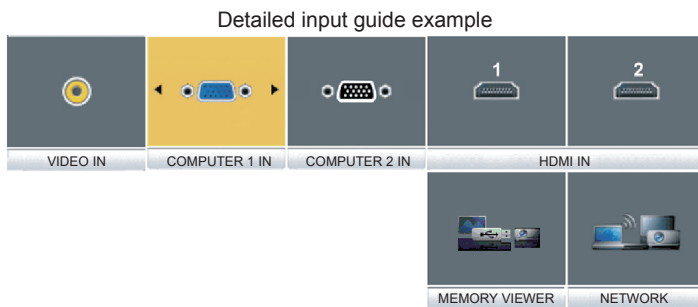 Detailed input guide example
1 2
VIDEO IN COMPUTER 1 IN COMPUTER 2 IN HDMI IN
MEMORY VIEWER NETWORK